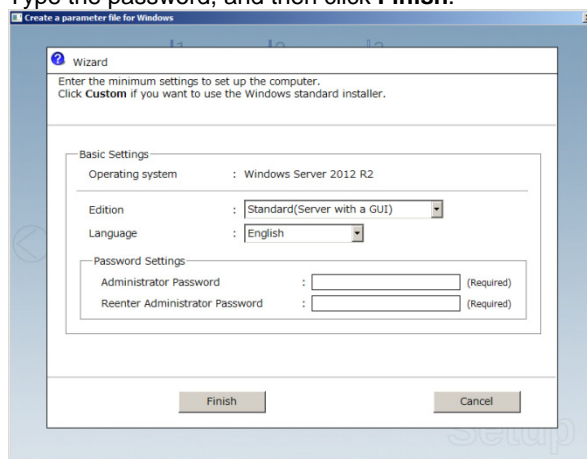 Type the password, and then click Finish.
Create a parameter file for Windows
Wizard
Enter the minimum settings to set up the computer.
Click Custom if you want to use the Windows standard installer.
Basic Settings
Operating system : Windows Server 2012 R2
Edition : Standard(Server with a GUI)
Language : English
Password Settings
Administrator Password : (Required)
Reenter Administrator Password : (Required)
Finish Cancel
Setup